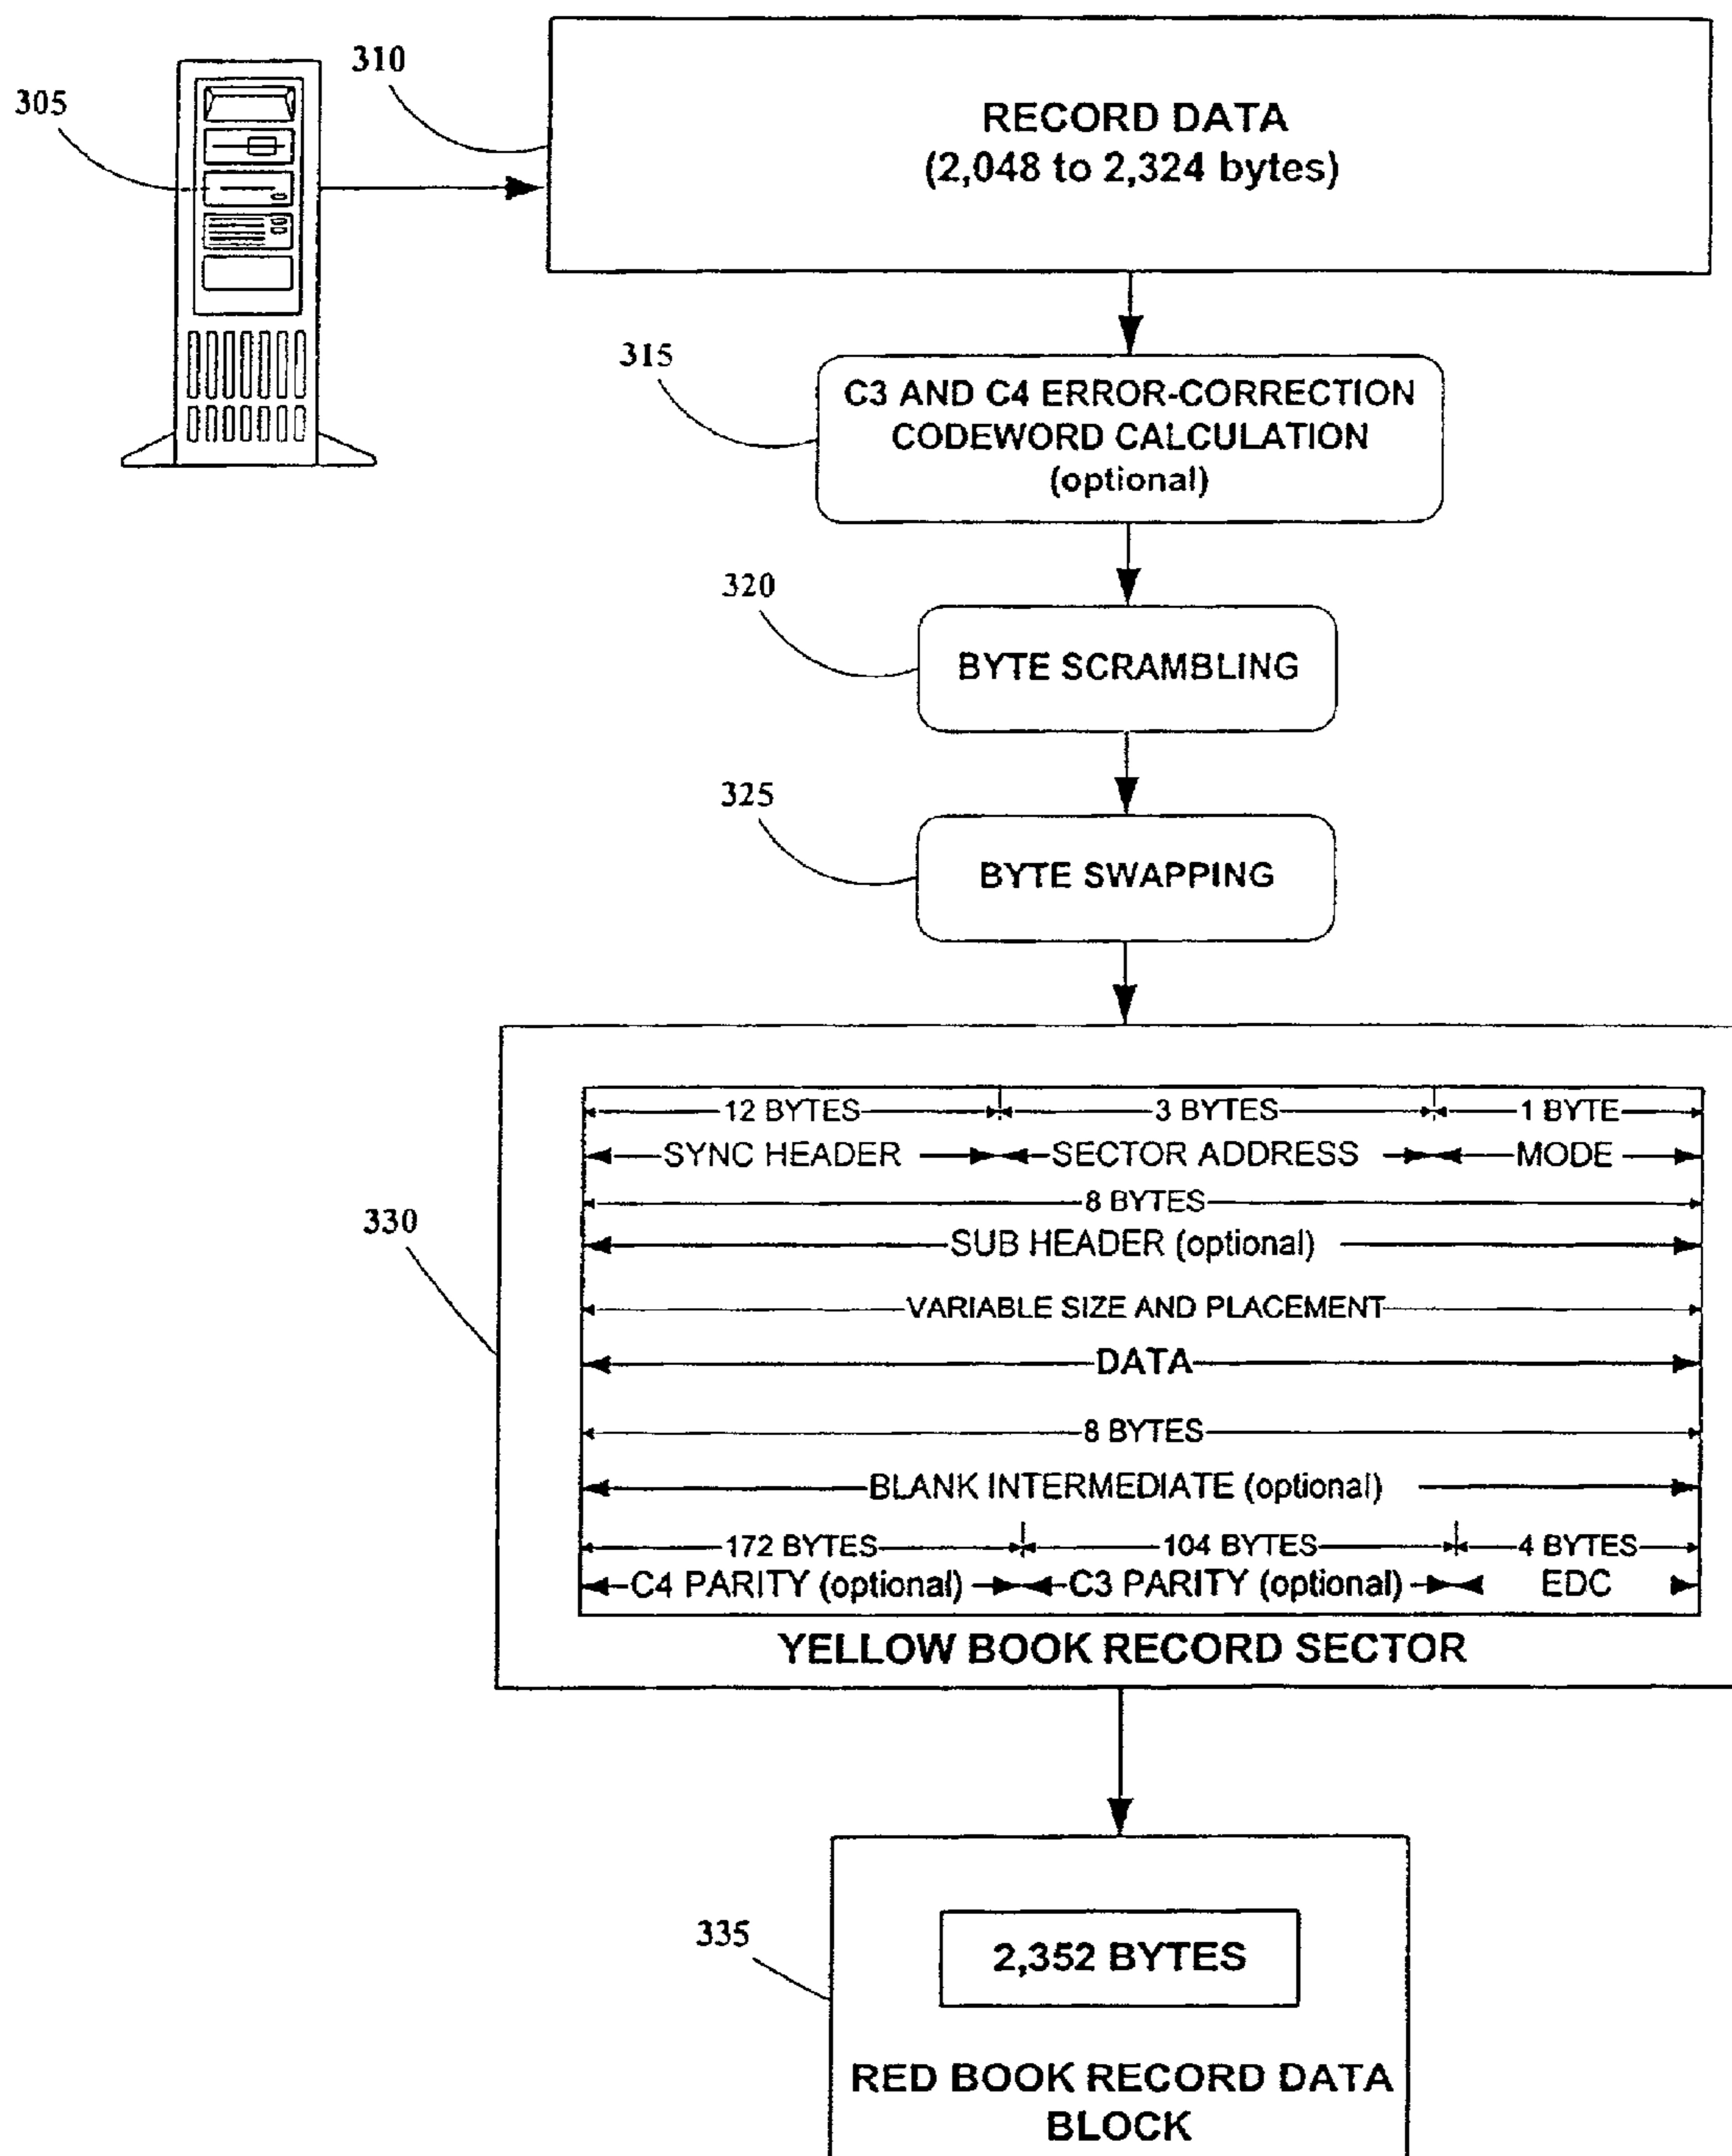 310
305
RECORD DATA
(2,048 to 2,324 bytes)
315
C3 AND C4 ERROR-CORRECTION
CODEWORD CALCULATION
(optional)
320
BYTE SCRAMBLING
325
BYTE SWAPPING
330
12 BYTES 3 BYTES 1 BYTE
SYNC HEADER SECTOR ADDRESS MODE
8 BYTES
SUB HEADER (optional)
VARIABLE SIZE AND PLACEMENT
DATA
8 BYTES
BLANK INTERMEDIATE (optional)
172 BYTES 104 BYTES 4 BYTES
C4 PARITY (optional) C3 PARITY (optional) EDC
YELLOW BOOK RECORD SECTOR
335
2,352 BYTES
RED BOOK RECORD DATA
BLOCK